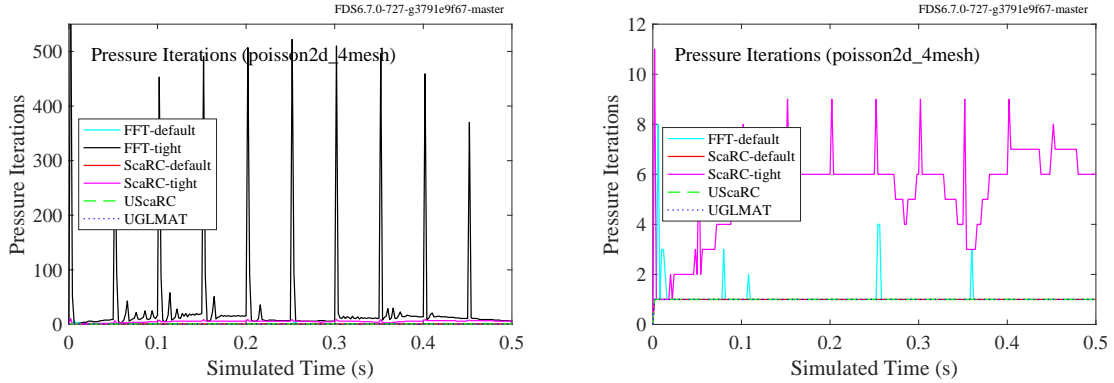 FDS6.7.0-727-g3791e9f67-master
Pressure Iterations (poisson2d_4mesh)
Pressure Iterations
500
400
300
200
100
0
FFT-default
FFT-tight
ScaRC-default
ScaRC-tight
UScaRC
UGLMAT
0
0.1
0.2
0.3
0.4
0.5
Simulated Time (s)
FDS6.7.0-727-g3791e9f67-master
Pressure Iterations (poisson2d_4mesh)
Pressure Iterations
12
10
8
6
4
2
0
FFT-default
ScaRC-default
ScaRC-tight
UScaRC
UGLMAT
0
0.1
0.2
0.3
0.4
0.5
Simulated Time (s)